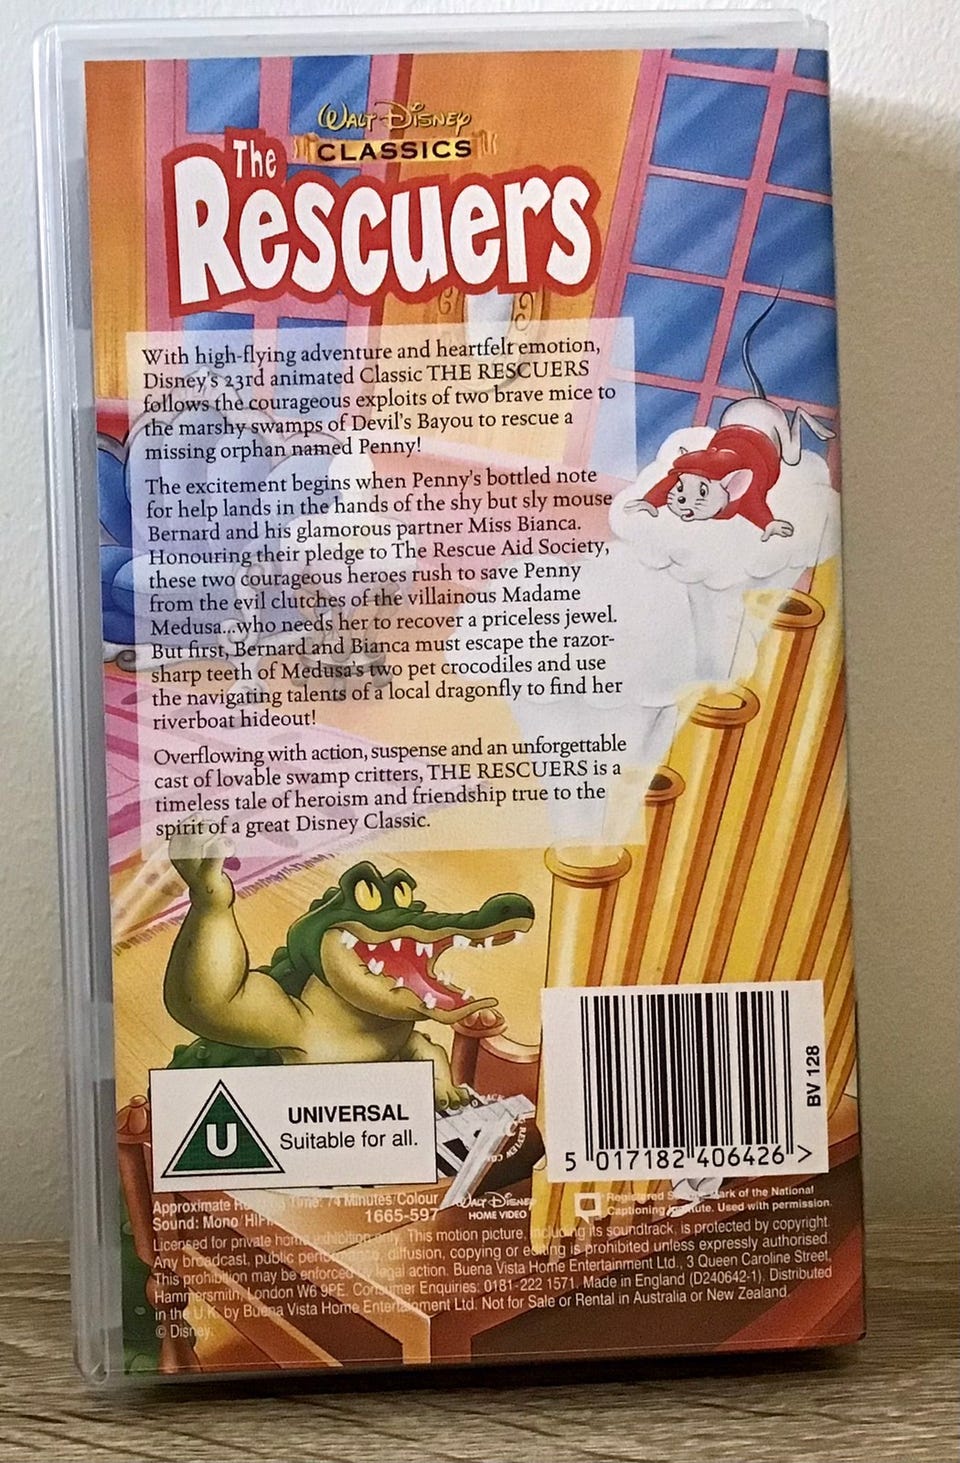 WALT DISNEY
CLASSICS
The
Rescuers
With high-flying adventure and heartfelt emotion,
Disney's 23rd animated Classic THE RESCUERS
follows the courageous exploits of two brave mice to
the marshy swamps of Devil's Bayou to rescue a
missing orphan named Penny!
The excitement begins when Penny's bottled note
for help lands in the hands of the shy but sly mouse
Bernard and his glamorous partner Miss Bianca.
Honouring their pledge to The Rescue Aid Society,
these two courageous heroes rush to save Penny
from the evil clutches of the villainous Madame
Medusa...who needs her to recover a priceless jewel.
But first, Bernard and Bianca must escape the razor-
sharp teeth of Medusa's two pet crocodiles and use
the navigating talents of a local dragonfly to find her
riverboat hideout!
Overflowing with action, suspense and an unforgettable
cast of lovable swamp critters, THE RESCUERS is a
timeless tale of heroism and friendship true to the
spirit of a great Disney Classic.
U
UNIVERSAL
Suitable for all.
BV 128
5 017182 406426 >
Approximate Time: 74 Minutes/Colour
Sound: Mono/HiFi 1665-597
WALT DISNEY
HOME VIDEO
Registered of the National
Captioning Used with permission.
Licensed for private home only. This motion picture, including its soundtrack, is protected by copyright.
Any broadcast, public diffusion, copying or editing is prohibited unless expressly authorised.
This prohibition may be enforced legal action. Buena Vista Home Entertainment Ltd., 3 Queen Caroline Street,
Hammersmith, London W6 9PE. Consumer Enquiries: 0181-222 1571. Made in England (D240642-1). Distributed
in the U.K. by Buena Vista Home Entertainment Ltd. Not for Sale or Rental in Australia or New Zealand.
© Disney.